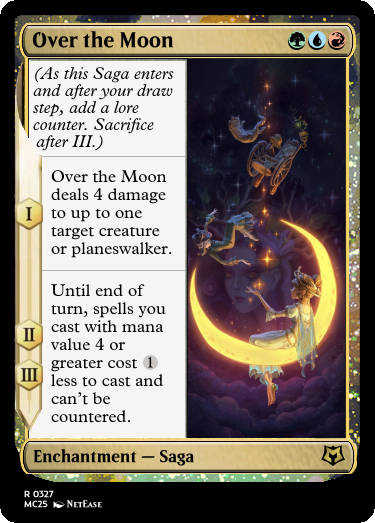 Over the Moon
(As this Saga enters
and after your draw
step, add a lore
counter. Sacrifice
after III.)
I
Over the Moon
deals 4 damage
to up to one
target creature
or planeswalker.
II
III
Until end of
turn, spells you
cast with mana
value 4 or
greater cost 1
less to cast and
can't be
countered.
Enchantment — Saga
R 0327
MC25 NetEase